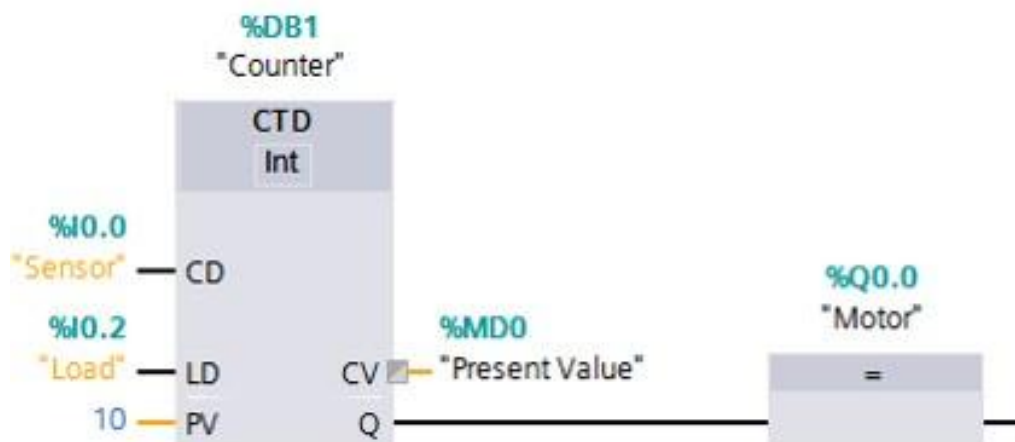 %DB1
"Counter"
CTD
Int
%I0.0
"Sensor"
CD
%I0.2
"Load"
LD
10
PV
CV
%MD0
"Present Value"
Q
%Q0.0
"Motor"
=